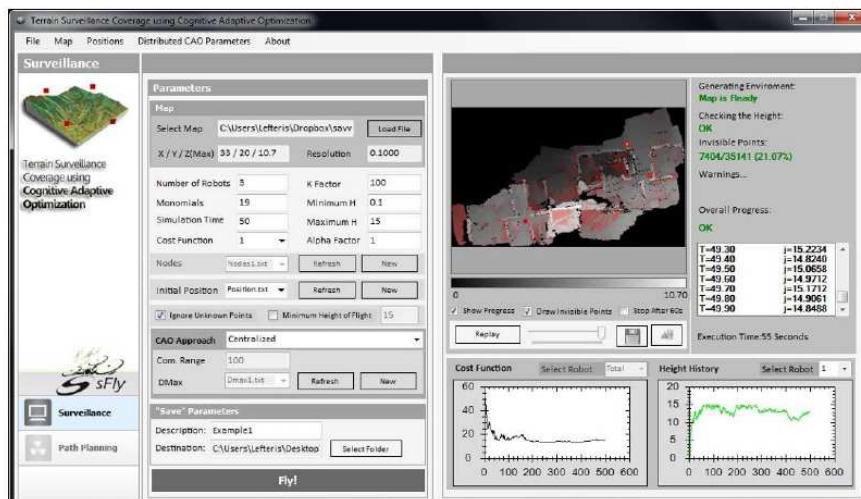 Terrain Surveillance Coverage using Cognitive Adaptive Optimization
File Map Positions Distributed CAO Parameters About
Surveillance
Terrain Surveillance
Coverage using
Cognitive Adaptive
Optimization
sFly
Surveillance
Path Planning
Parameters
Map
Select Map C:\Users\Lefteris\Dropbox\savv Load File
X / Y / Z(Max) 33 / 20 / 10.7 Resolution 0.1000
Number of Robots 3 K Factor 100
Monomials 19 Minimum H 0.1
Simulation Time 50 Maximum H 15
Cost Function 1 Alpha Factor 1
Nodes Nodes1.txt Refresh New
Initial Position Position.txt Refresh New
Ignore Unknown Points Minimum Height of Flight 15
CAO Approach Centralized
Com. Range 100
DMax Dmax1.txt Refresh New
"Save" Parameters
Description: Example1
Destination: C:\Users\Lefteris\Desktop Select Folder
Fly!
0 10.70
Show Progress Draw Invisible Points Stop After 60s
Replay All
Generating Enviroment:
Map is Ready
Checking the Height:
OK
Invisible Points:
7404/35141 (21.07%)
Warnings...
Overall Progress:
OK
T=49.30 j=15.2234
T=49.40 j=14.8240
T=49.50 j=15.0658
T=49.60 j=14.9712
T=49.70 j=15.1712
T=49.80 j=14.9061
T=49.90 j=14.8488
Execution Time:55 Seconds
Cost Function Select Robot Total
60
40
20
0
0 100 200 300 400 500 600
Height History Select Robot 1
20
15
10
5
0
0 100 200 300 400 500 600